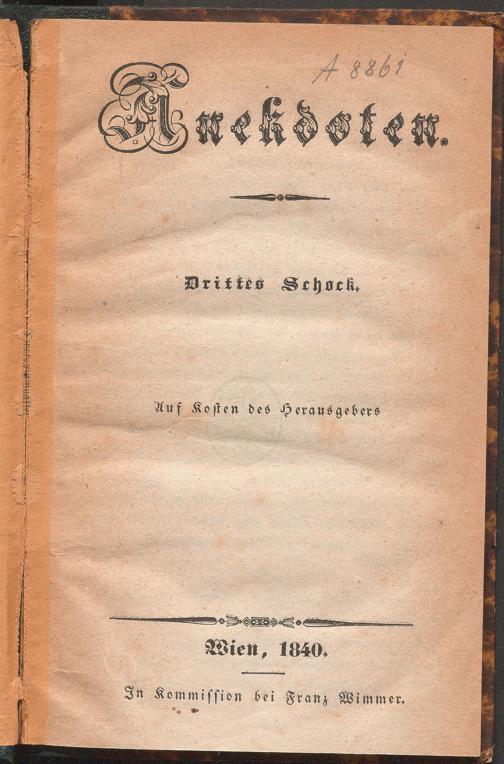 A 8861
Anekdoten.
Drittes Schock.
Auf Kosten des Herausgebers
Wien, 1840.
In Kommission bei Franz Wimmer.